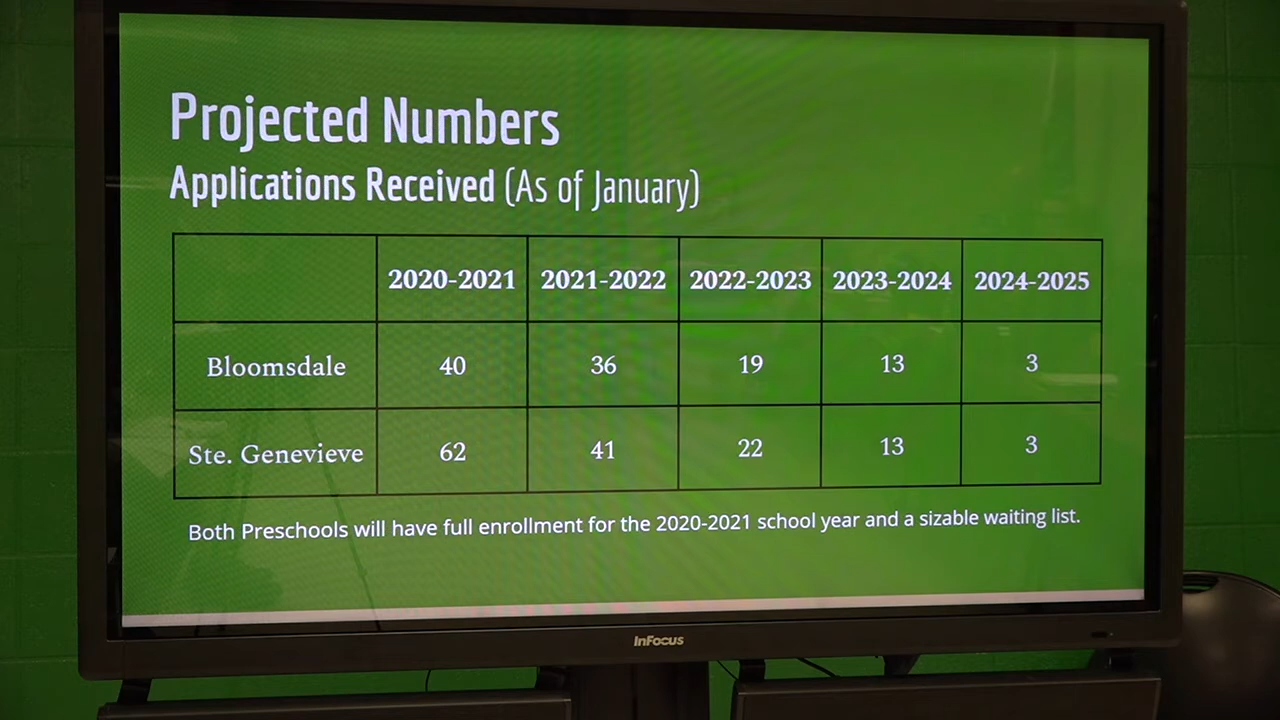 Projected Numbers
Applications Received (As of January)
2020-2021 2021-2022 2022-2023 2023-2024 2024-2025
Bloomsdale 40 36 19 13 3
Ste. Genevieve 62 41 22 13 3
Both Preschools will have full enrollment for the 2020-2021 school year and a sizable waiting list.
InFocus